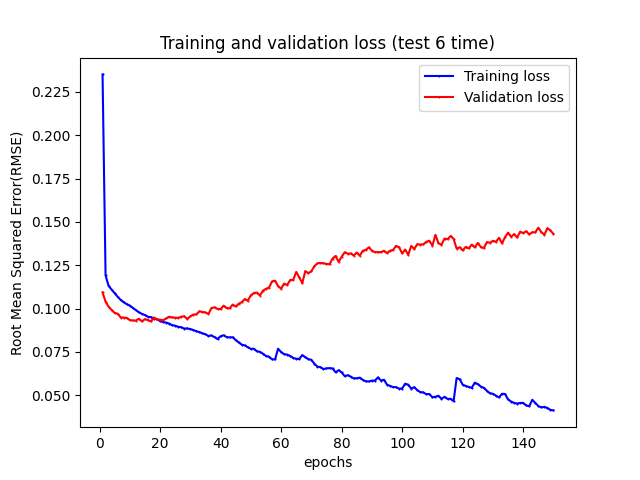 Training and validation loss (test 6 time)
Training loss
Validation loss
0.225
0.200
0.175
0.150
0.125
0.100
0.075
0.050
Root Mean Squared Error(RMSE)
0 20 40 60 80 100 120 140
epochs